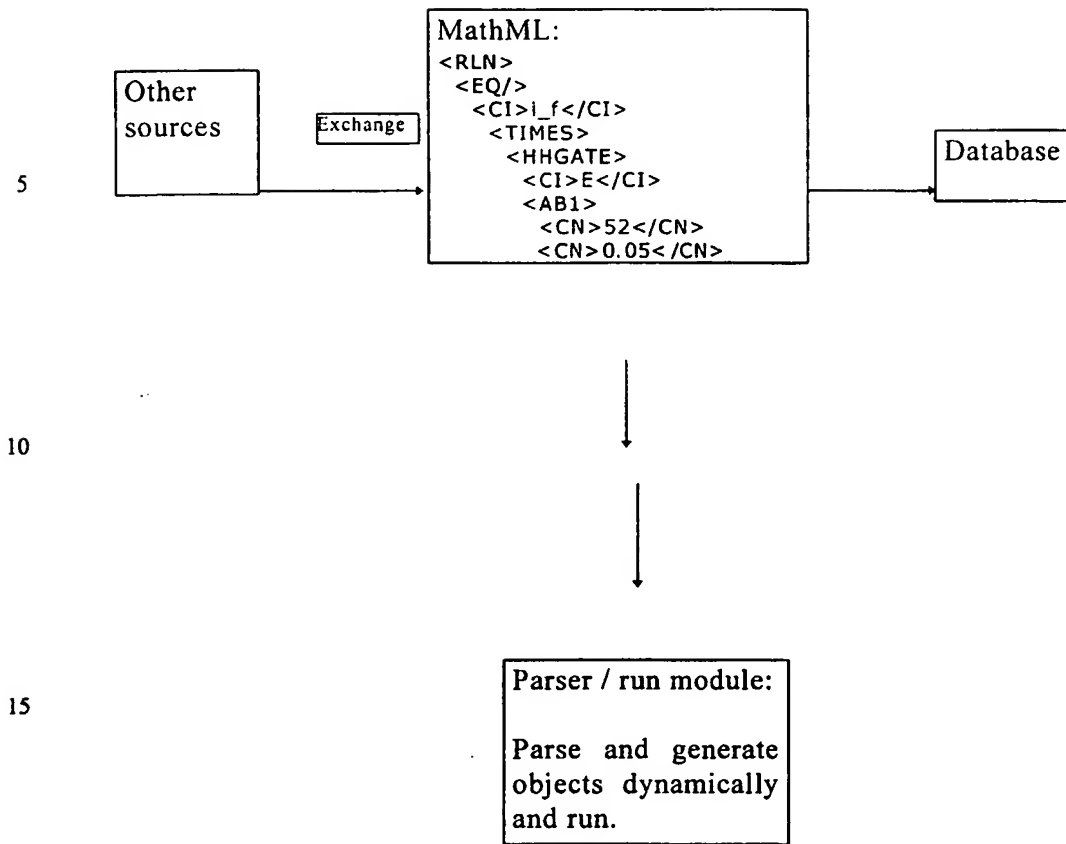 MathML:
<RLN>
<EQ/>
<CI>i_f</CI>
<TIMES>
<HHGATE>
<CI>E</CI>
<AB1>
<CN>52</CN>
<CN>0.05</CN>
Other
sources
Exchange
Database
5
10
15
Parser / run module:
Parse and generate
objects dynamically
and run.